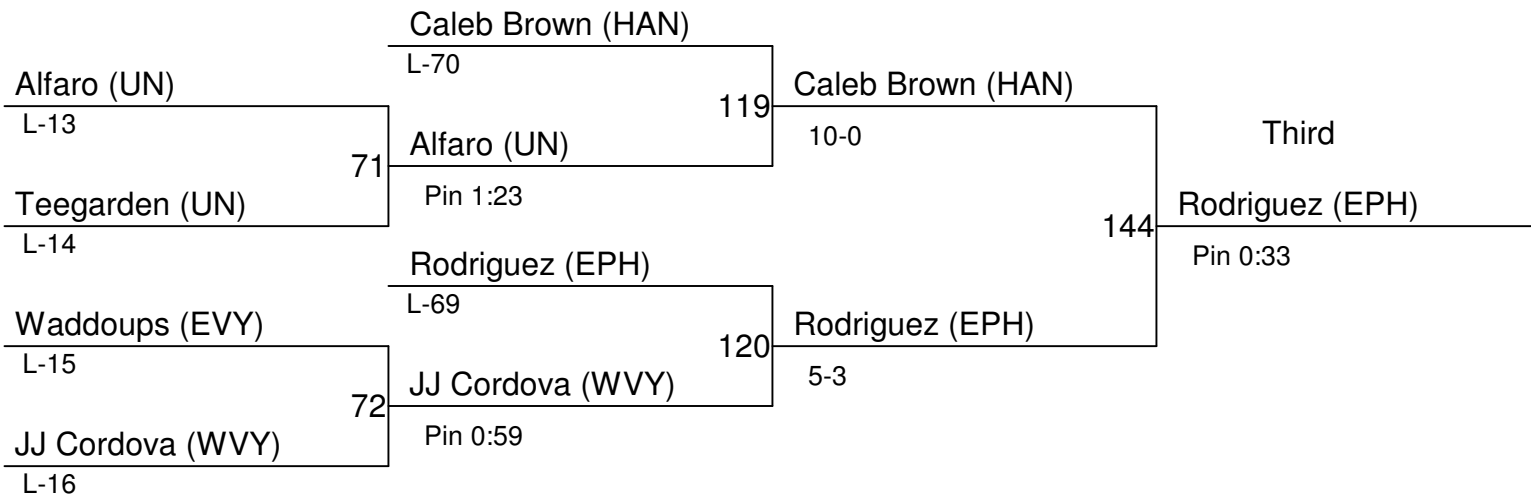 Caleb Brown (HAN)
L-70
Alfaro (UN)
L-13
119
Caleb Brown (HAN)
10-0
Third
71
Alfaro (UN)
Pin 1:23
Teegarden (UN)
L-14
144
Rodriguez (EPH)
Pin 0:33
Rodriguez (EPH)
L-69
Waddoups (EVY)
L-15
120
Rodriguez (EPH)
5-3
72
JJ Cordova (WVY)
Pin 0:59
JJ Cordova (WVY)
L-16